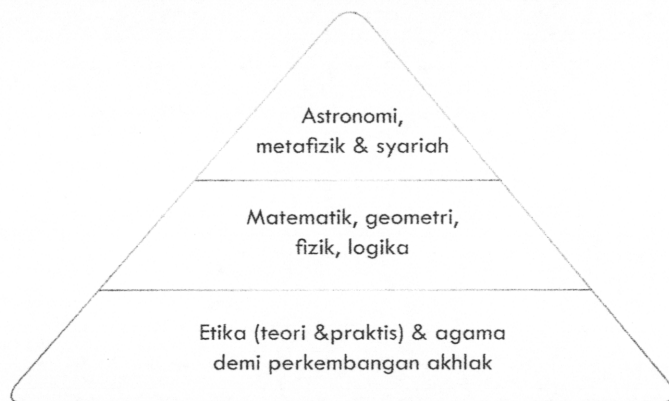 Astronomi,
metafizik & syariah
Matematik, geometri,
fizik, logika
Etika (teori &praktis) & agama
demi perkembangan akhlak